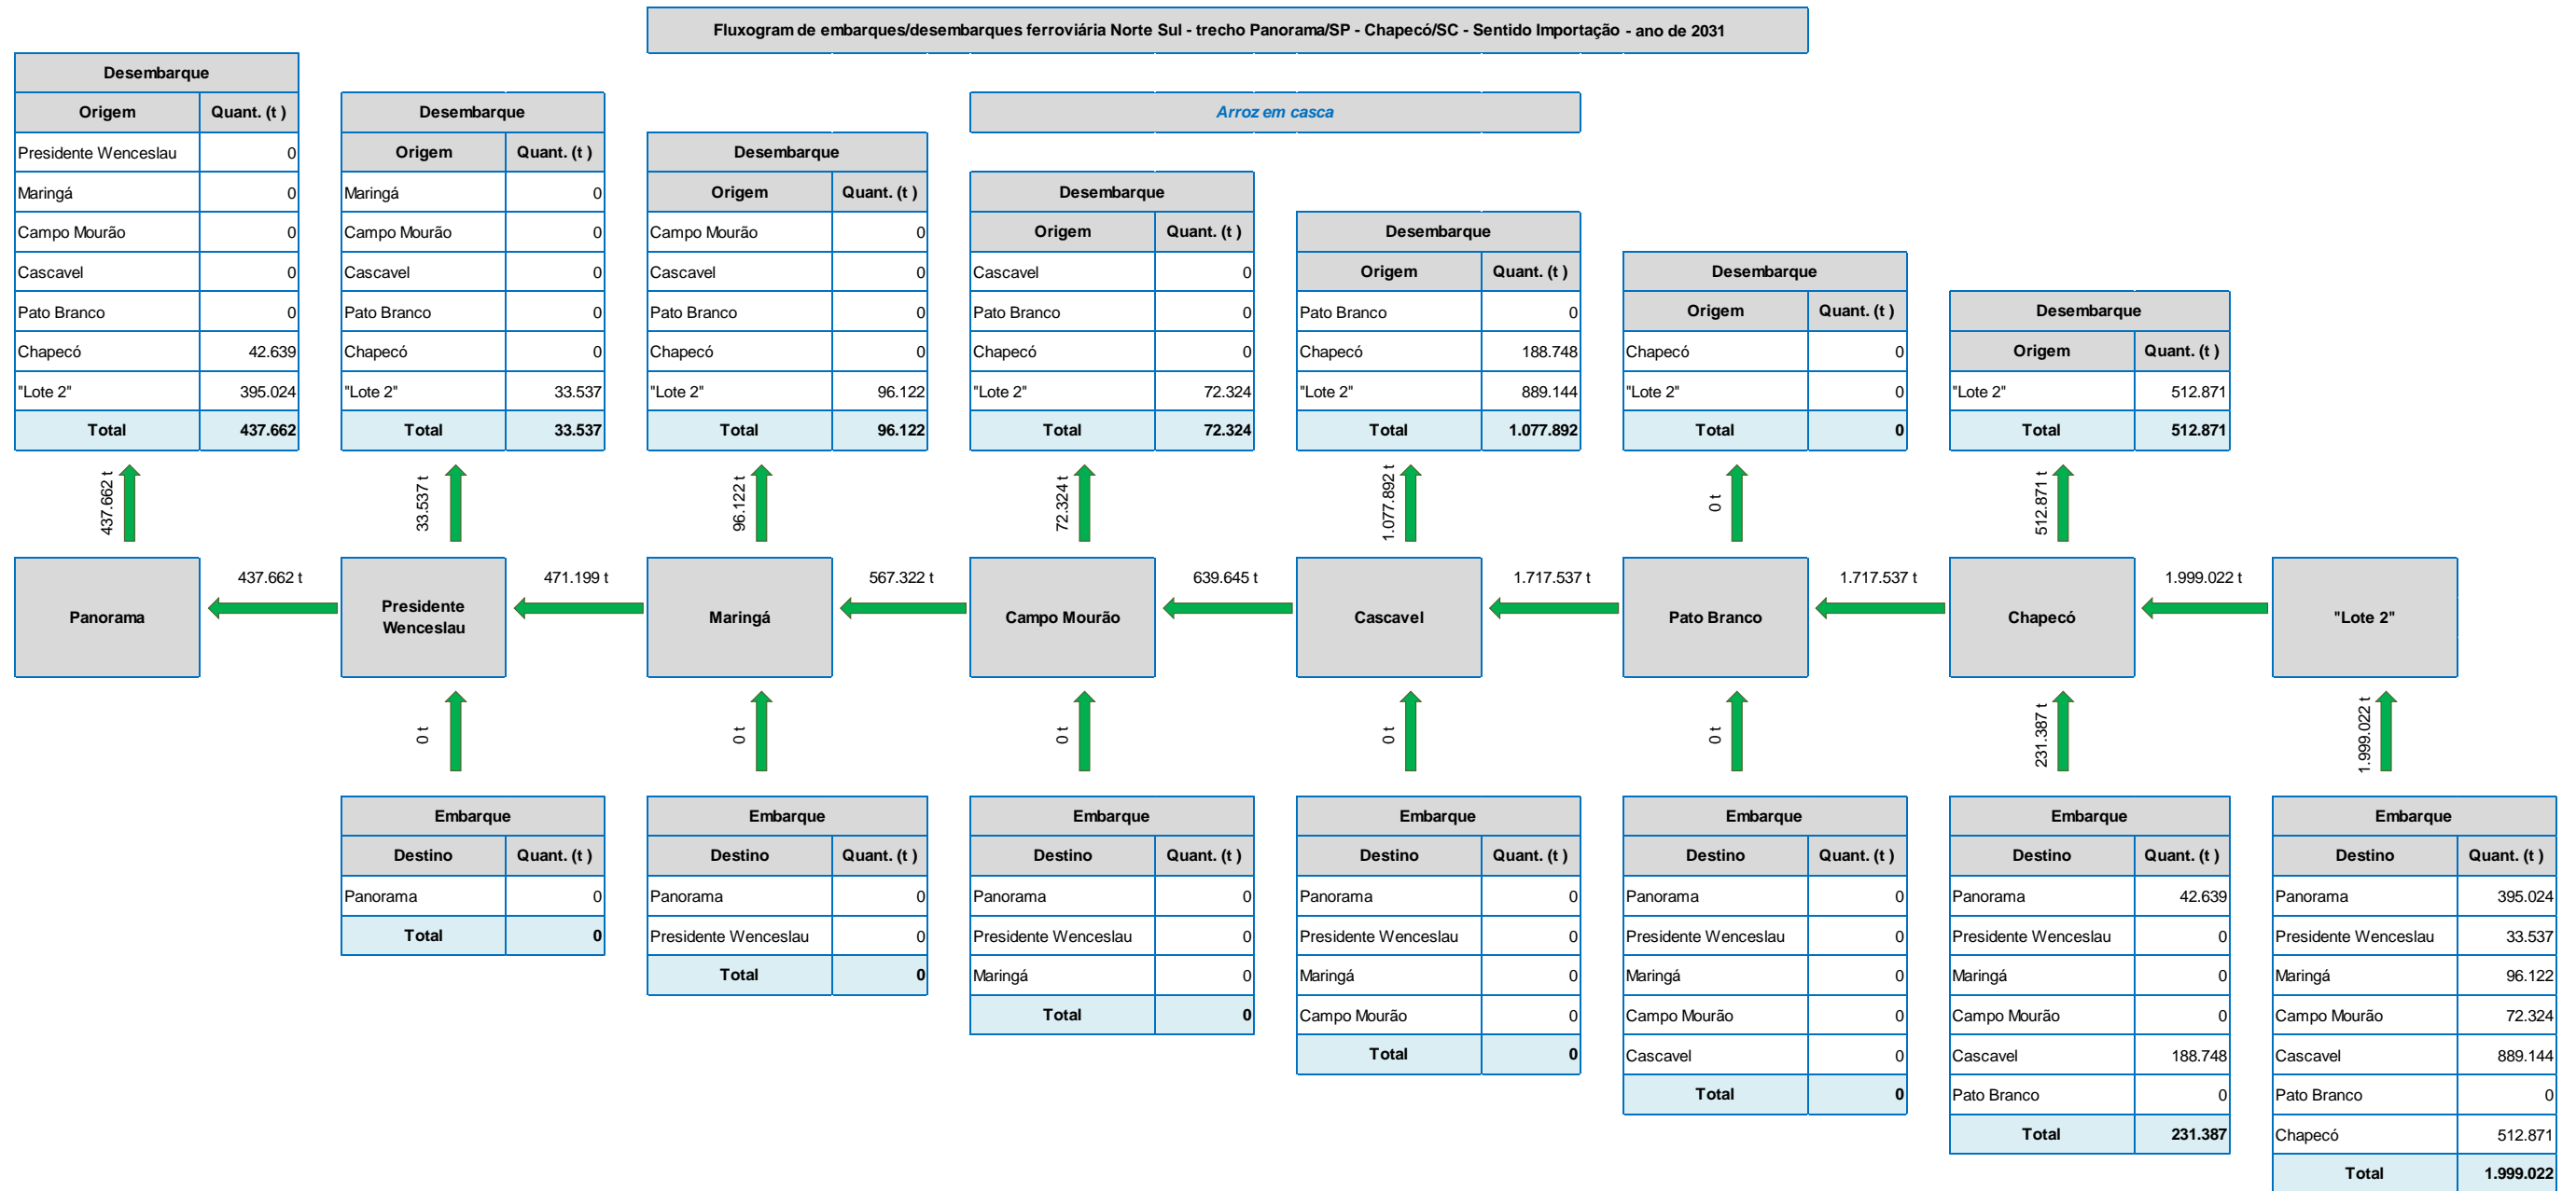 Fluxogram de embarques/desembarques ferroviária Norte Sul - trecho Panorama/SP - Chapecó/SC - Sentido Importação - ano de 2031
Arroz em casca
Desembarque
Origem Quant. (t )
Presidente Wenceslau 0
Maringá 0
Campo Mourão 0
Cascavel 0
Pato Branco 0
Chapecó 42.639
"Lote 2" 395.024
Total 437.662
Desembarque
Origem Quant. (t )
Maringá 0
Campo Mourão 0
Cascavel 0
Pato Branco 0
Chapecó 0
"Lote 2" 33.537
Total 33.537
Desembarque
Origem Quant. (t )
Campo Mourão 0
Cascavel 0
Pato Branco 0
Chapecó 0
"Lote 2" 96.122
Total 96.122
Desembarque
Origem Quant. (t )
Cascavel 0
Pato Branco 0
Chapecó 0
"Lote 2" 72.324
Total 72.324
Desembarque
Origem Quant. (t )
Pato Branco 0
Chapecó 188.748
"Lote 2" 889.144
Total 1.077.892
Desembarque
Origem Quant. (t )
Chapecó 0
"Lote 2" 0
Total 0
Desembarque
Origem Quant. (t )
"Lote 2" 512.871
Total 512.871
437.662 t
33.537 t
96.122 t
72.324 t
1.077.892 t
0 t
512.871 t
Panorama
437.662 t
Presidente
Wenceslau
471.199 t
Maringá
567.322 t
Campo Mourão
639.645 t
Cascavel
1.717.537 t
Pato Branco
1.717.537 t
Chapecó
1.999.022 t
"Lote 2"
0 t
0 t
0 t
0 t
0 t
231.387 t
1.999.022 t
Embarque
Destino Quant. (t )
Panorama 0
Total 0
Embarque
Destino Quant. (t )
Panorama 0
Presidente Wenceslau 0
Total 0
Embarque
Destino Quant. (t )
Panorama 0
Presidente Wenceslau 0
Maringá 0
Total 0
Embarque
Destino Quant. (t )
Panorama 0
Presidente Wenceslau 0
Maringá 0
Campo Mourão 0
Total 0
Embarque
Destino Quant. (t )
Panorama 0
Presidente Wenceslau 0
Maringá 0
Campo Mourão 0
Cascavel 0
Total 0
Embarque
Destino Quant. (t )
Panorama 42.639
Presidente Wenceslau 0
Maringá 0
Campo Mourão 0
Cascavel 188.748
Pato Branco 0
Total 231.387
Embarque
Destino Quant. (t )
Panorama 395.024
Presidente Wenceslau 33.537
Maringá 96.122
Campo Mourão 72.324
Cascavel 889.144
Pato Branco 0
Chapecó 512.871
Total 1.999.022